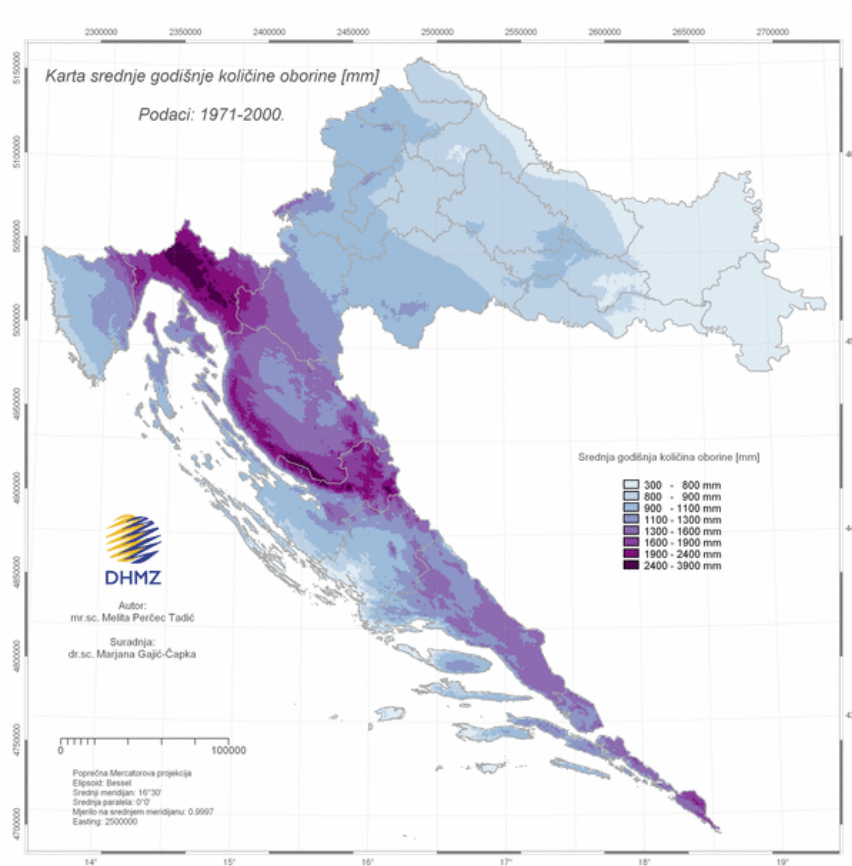 2300000 2350000 2400000 2450000 2500000 2550000 2600000 2650000 2700000
Karta srednje godišnje količine oborine [mm]
Podaci: 1971-2000.
5150000
5100000
5050000
5000000
4950000
4900000
4850000
4800000
4750000
4700000
Srednja godišnja količina oborine [mm]
300 - 800 mm
800 - 900 mm
900 - 1100 mm
1100 - 1300 mm
1300 - 1600 mm
1600 - 1900 mm
1900 - 2400 mm
2400 - 3900 mm
DHMZ
Autor:
mr.sc. Melita Perčec Tadić
Suradnja:
dr.sc. Marjana Gajić-Čapka
0 100000
Poprečna Mercatorova projekcija
Elipsoid: Bessel
Srednji meridijan: 16°30'
Srednja paralela: 0°0'
Mjerilo na srednjem meridijanu: 0.9997
Easting: 2500000
14° 15° 16° 17° 18° 19°